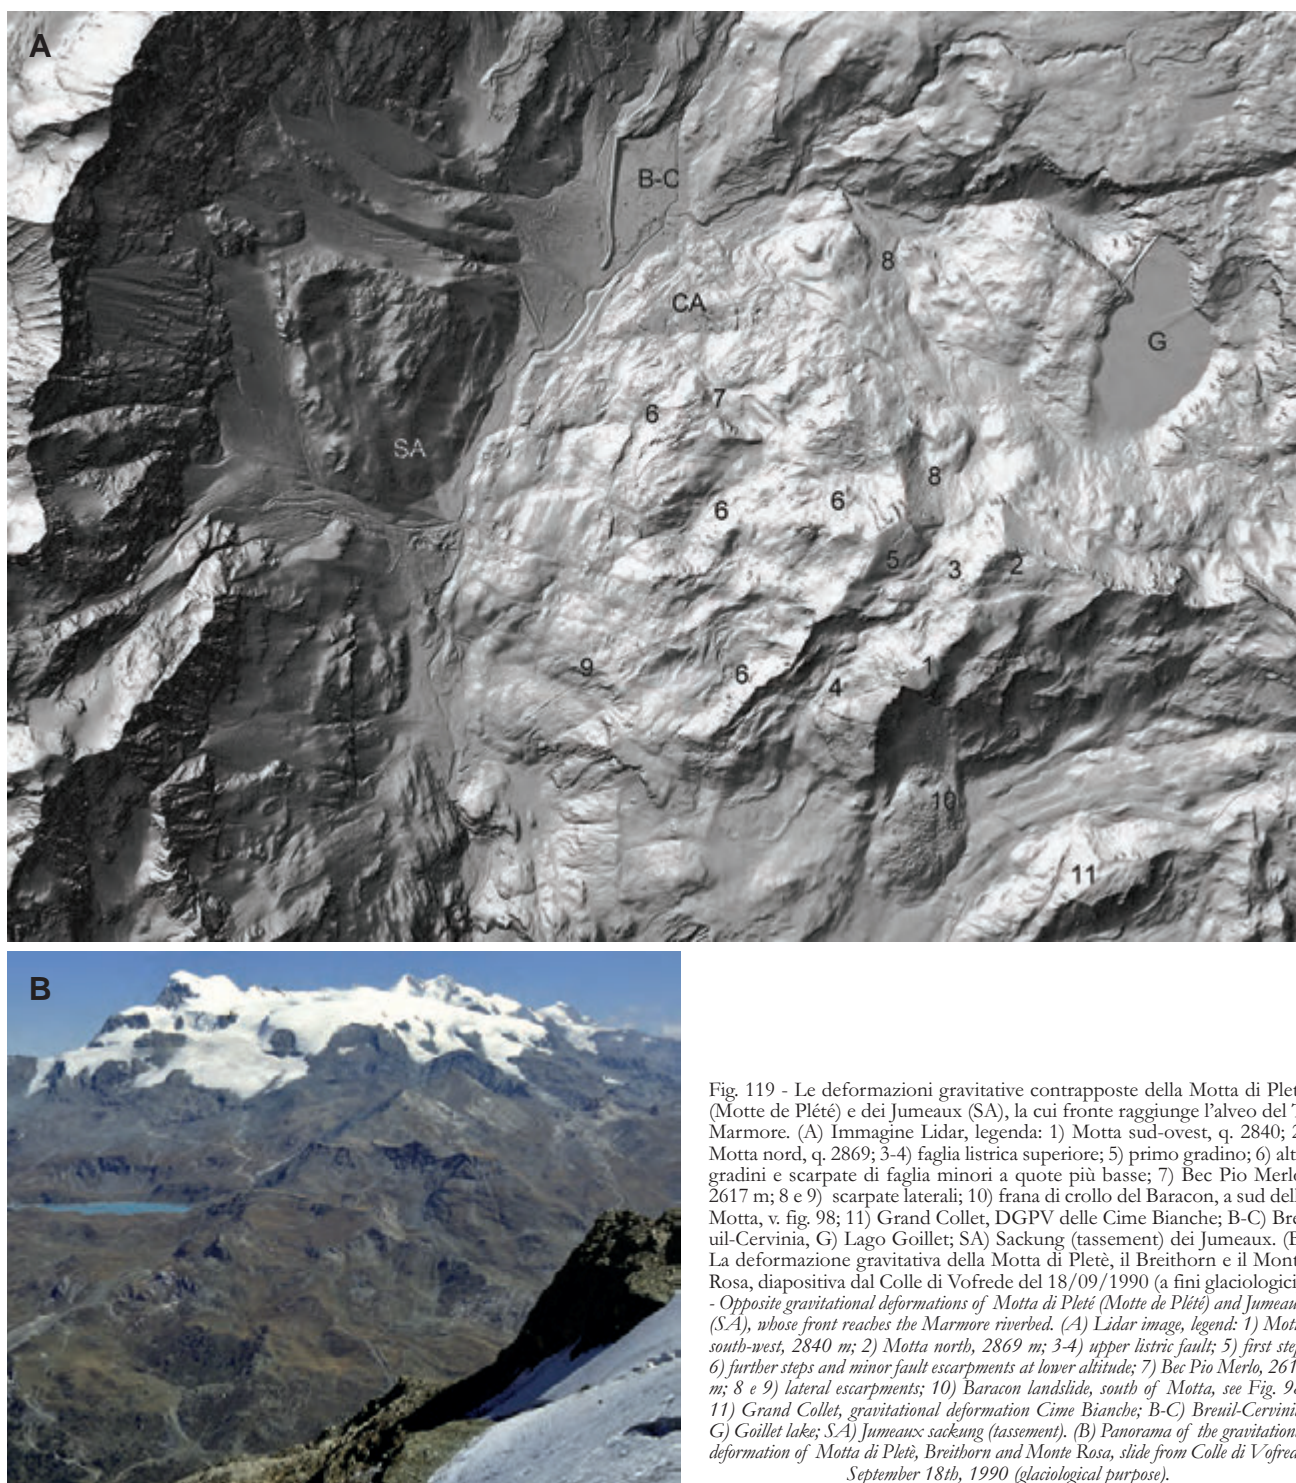 A
B-C
8
CA
G
7
6
SA
8
6
6
5
3
2
9
6
1
4
10
11
B
Fig. 119 - Le deformazioni gravitative contrapposte della Motta di Plet
(Motte de Plété) e dei Jumeaux (SA), la cui fronte raggiunge l'alveo del T
Marmore. (A) Immagine Lidar, legenda: 1) Motta sud-ovest, q. 2840; 2
Motta nord, q. 2869; 3-4) faglia listrica superiore; 5) primo gradino; 6) alt
gradini e scarpate di faglia minori a quote più basse; 7) Bec Pio Merlo
2617 m; 8 e 9) scarpate laterali; 10) frana di crollo del Baracon, a sud dell
Motta, v. fig. 98; 11) Grand Collet, DGPV delle Cime Bianche; B-C) Bre
uil-Cervinia, G) Lago Goillet; SA) Sackung (tassement) dei Jumeaux. (B
La deformazione gravitativa della Motta di Pletè, il Breithorn e il Mont
Rosa, diapositiva dal Colle di Vofrede del 18/09/1990 (a fini glaciologici
- Opposite gravitational deformations of Motta di Pleté (Motte de Plété) and Jumeau
(SA), whose front reaches the Marmore riverbed. (A) Lidar image, legend: 1) Mott
south-west, 2840 m; 2) Motta north, 2869 m; 3-4) upper listric fault; 5) first step
6) further steps and minor fault escarpments at lower altitude; 7) Bec Pio Merlo, 261
m; 8 e 9) lateral escarpments; 10) Baracon landslide, south of Motta, see Fig. 98
11) Grand Collet, gravitational deformation Cime Bianche; B-C) Breuil-Cervini
G) Goillet lake; SA) Jumeaux sackung (tassement). (B) Panorama of the gravitation
deformation of Motta di Pletè, Breithorn and Monte Rosa, slide from Colle di Vofred
September 18th, 1990 (glaciological purpose).